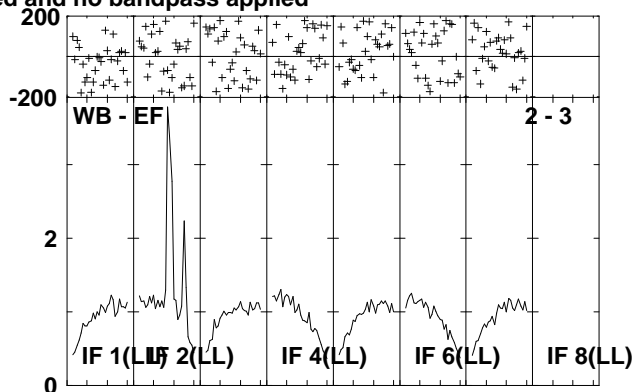 ed and no bandpass applied
200
-200
WB - EF 2 - 3
2
IF 1(LL) IF 2(LL) IF 4(LL) IF 6(LL) IF 8(LL)
0